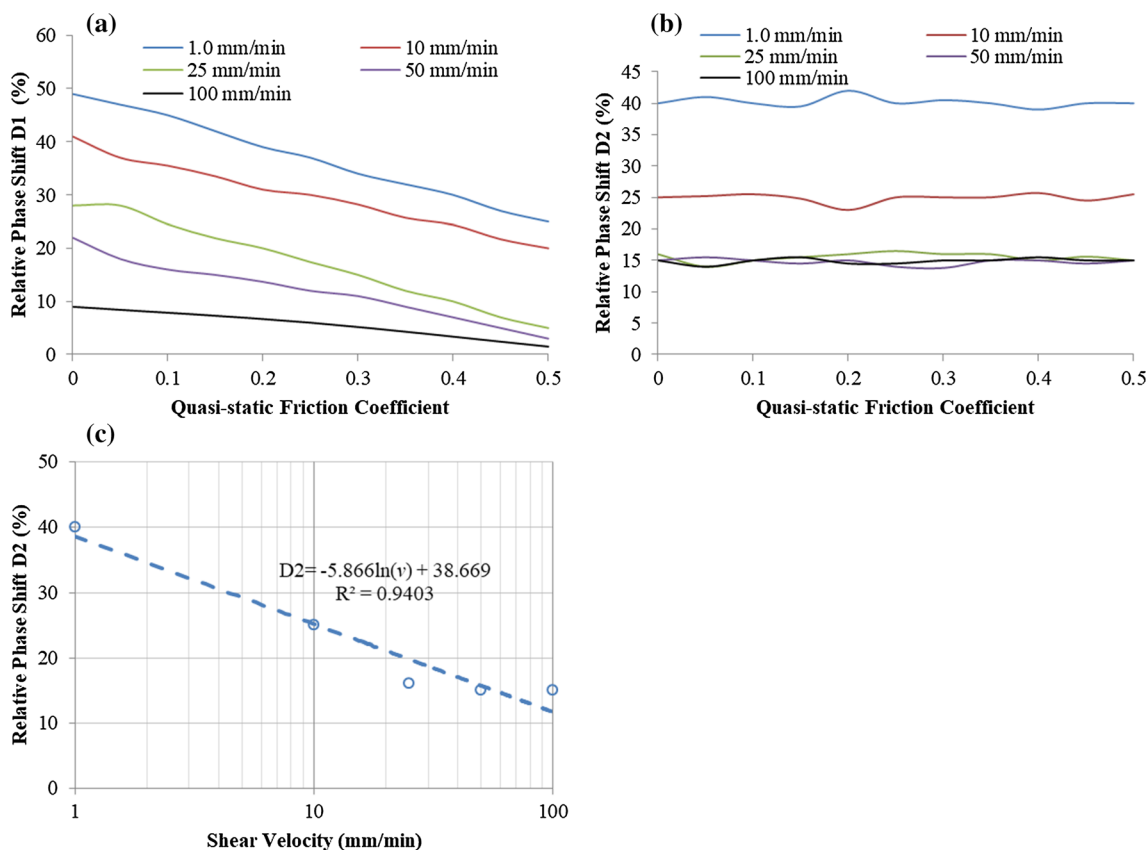 (a)
60
50
40
30
20
10
0
Relative Phase Shift D1 (%)
1.0 mm/min
10 mm/min
25 mm/min
50 mm/min
100 mm/min
0 0.1 0.2 0.3 0.4 0.5
Quasi-static Friction Coefficient
(b)
45
40
35
30
25
20
15
10
5
0
Relative Phase Shift D2 (%)
1.0 mm/min
10 mm/min
25 mm/min
50 mm/min
100 mm/min
0 0.1 0.2 0.3 0.4 0.5
Quasi-static Friction Coefficient
(c)
50
40
30
20
10
0
Relative Phase Shift D2 (%)
D2= -5.866ln(v) + 38.669
R² = 0.9403
1 10 100
Shear Velocity (mm/min)